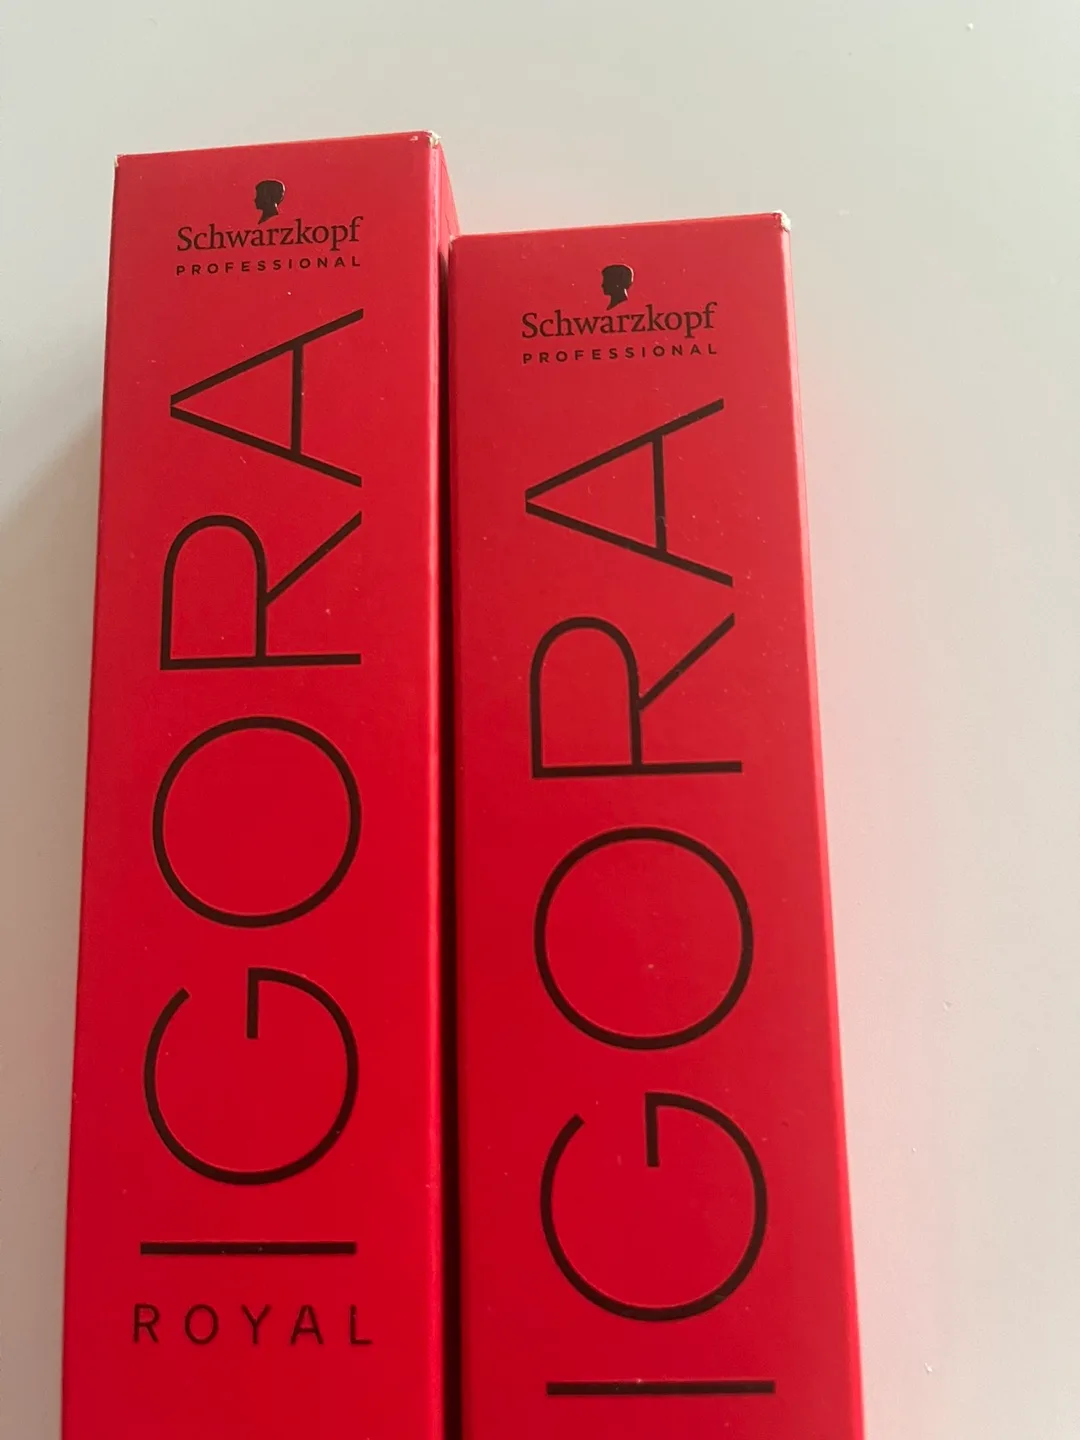 Schwarzkopf
PROFESSIONAL
IGORA
ROYAL
Schwarzkopf
PROFESSIONAL
IGORA